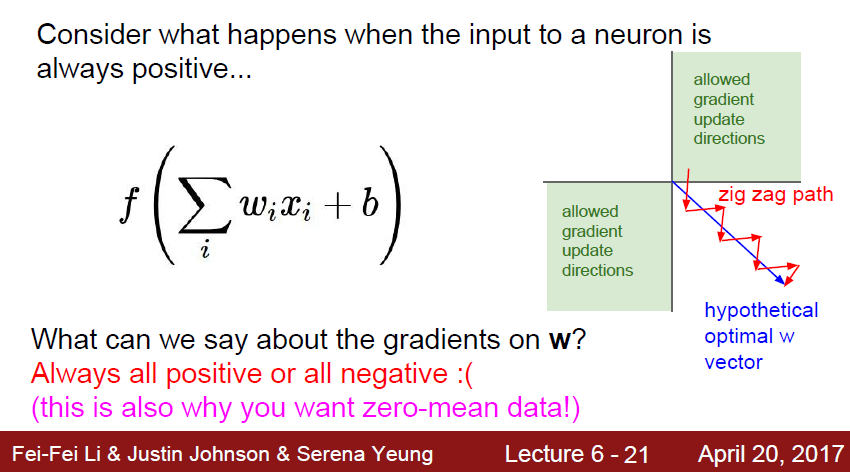 Consider what happens when the input to a neuron is
always positive...
allowed
gradient
update
directions
f(∑_i w_i x_i + b)
zig zag path
allowed
gradient
update
directions
hypothetical
optimal w
vector
What can we say about the gradients on w?
Always all positive or all negative :(
(this is also why you want zero-mean data!)
Fei-Fei Li & Justin Johnson & Serena Yeung Lecture 6 - 21 April 20, 2017